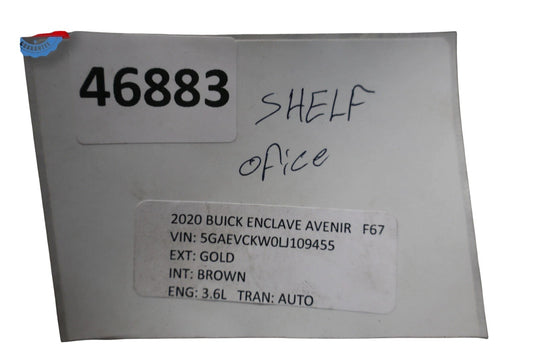 GUARANTEE
46883
SHELF
ofice
2020 BUICK ENCLAVE AVENIR F67
VIN: 5GAEVCKW0LJ109455
EXT: GOLD
INT: BROWN
ENG: 3.6L TRAN: AUTO